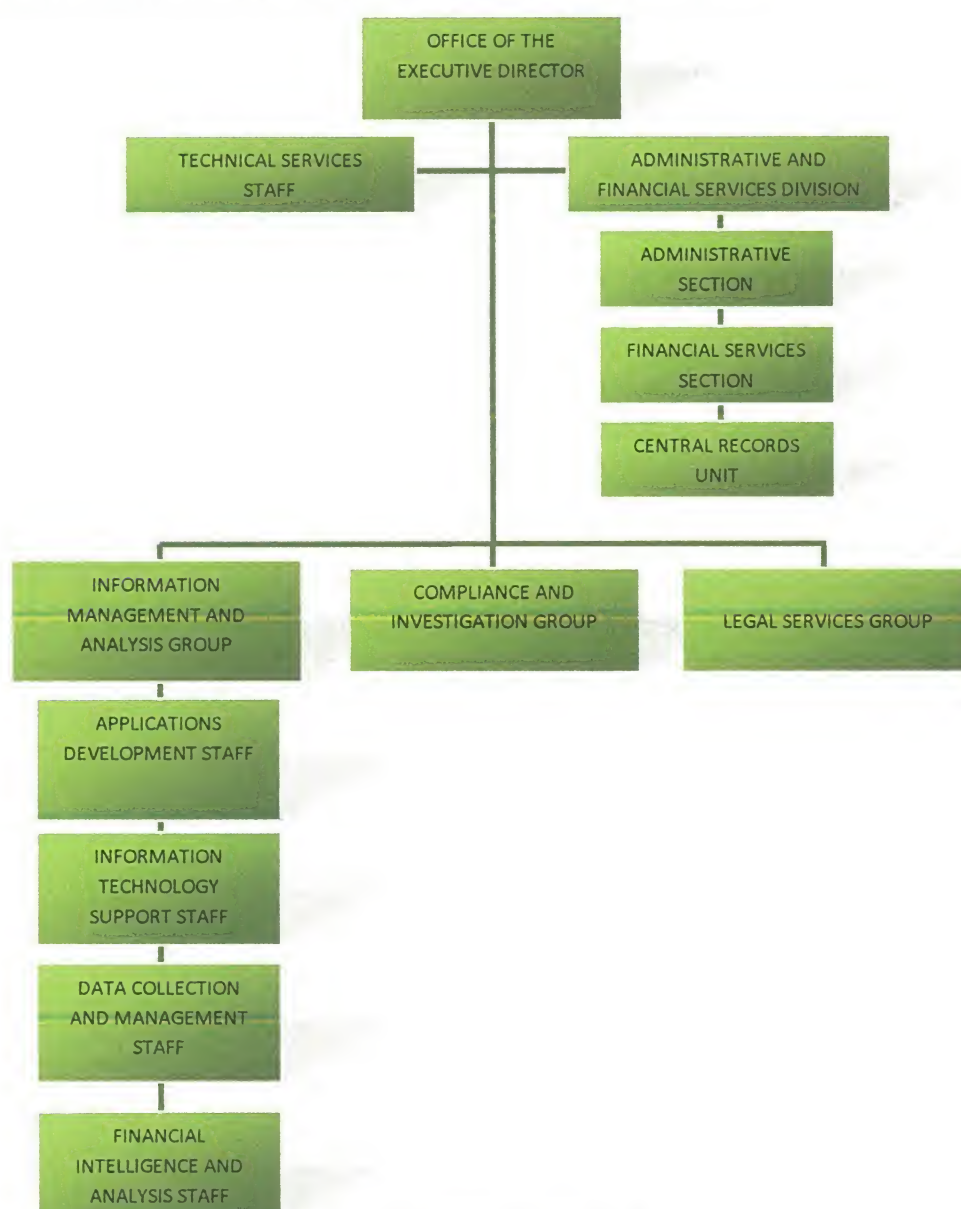 OFFICE OF THE
EXECUTIVE DIRECTOR
TECHNICAL SERVICES
STAFF
ADMINISTRATIVE AND
FINANCIAL SERVICES DIVISION
ADMINISTRATIVE
SECTION
FINANCIAL SERVICES
SECTION
CENTRAL RECORDS
UNIT
INFORMATION
MANAGEMENT AND
ANALYSIS GROUP
COMPLIANCE AND
INVESTIGATION GROUP
LEGAL SERVICES GROUP
APPLICATIONS
DEVELOPMENT STAFF
INFORMATION
TECHNOLOGY
SUPPORT STAFF
DATA COLLECTION
AND MANAGEMENT
STAFF
FINANCIAL
INTELLIGENCE AND
ANALYSIS STAFF